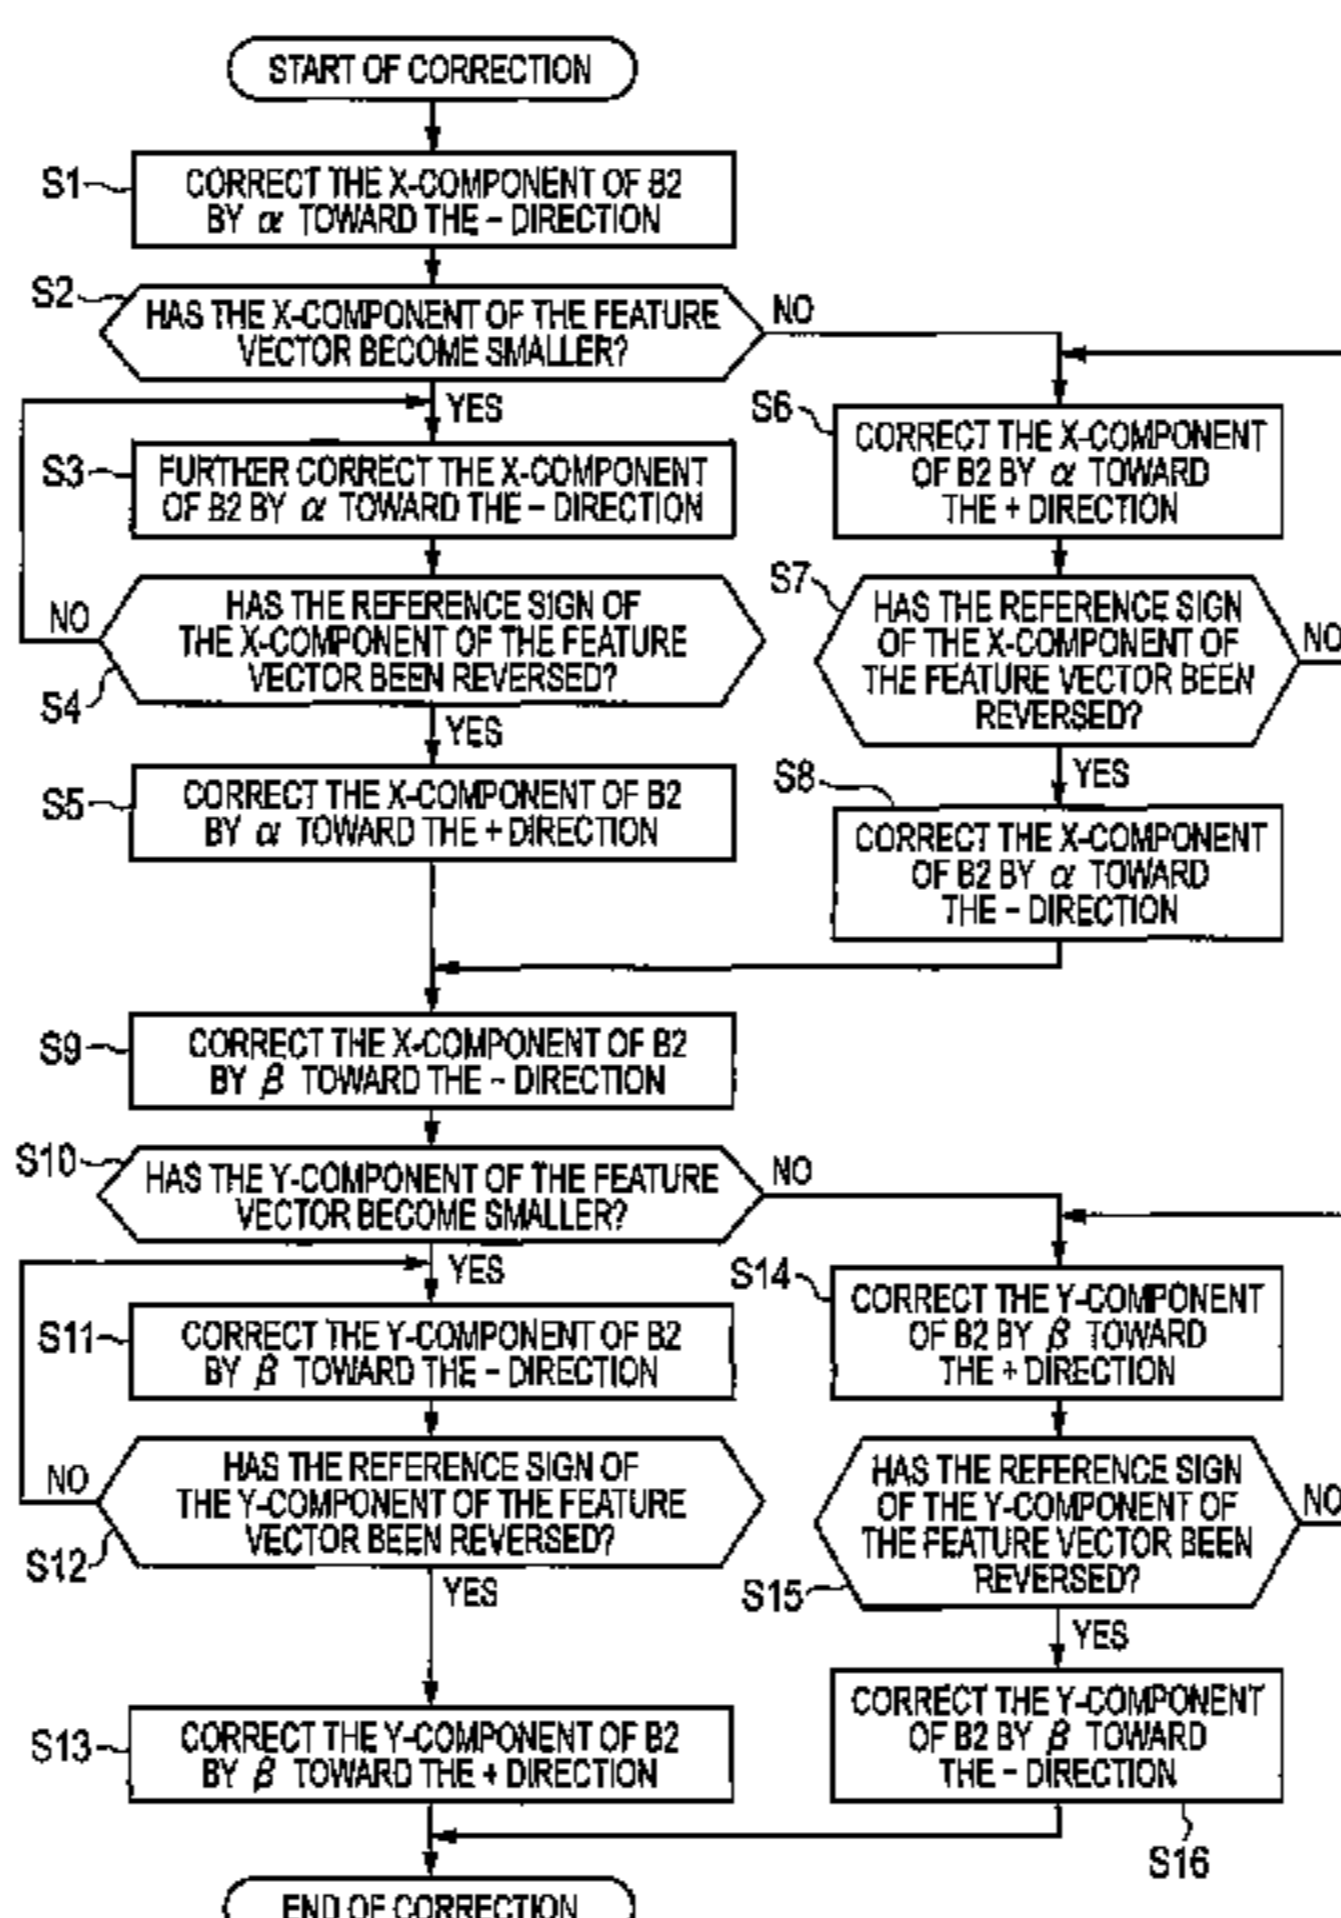 START OF CORRECTION
S1
CORRECT THE X-COMPONENT OF B2
BY α TOWARD THE - DIRECTION
S2
HAS THE X-COMPONENT OF THE FEATURE
VECTOR BECOME SMALLER?
NO
YES
S3
FURTHER CORRECT THE X-COMPONENT
OF B2 BY α TOWARD THE - DIRECTION
S4
HAS THE REFERENCE SIGN OF
THE X-COMPONENT OF THE FEATURE
VECTOR BEEN REVERSED?
NO
YES
S5
CORRECT THE X-COMPONENT OF B2
BY α TOWARD THE + DIRECTION
S6
CORRECT THE X-COMPONENT
OF B2 BY α TOWARD
THE + DIRECTION
S7
HAS THE REFERENCE SIGN
OF THE X-COMPONENT OF
THE FEATURE VECTOR BEEN
REVERSED?
NO
YES
S8
CORRECT THE X-COMPONENT
OF B2 BY α TOWARD
THE - DIRECTION
S9
CORRECT THE X-COMPONENT OF B2
BY β TOWARD THE - DIRECTION
S10
HAS THE Y-COMPONENT OF THE FEATURE
VECTOR BECOME SMALLER?
NO
YES
S11
CORRECT THE Y-COMPONENT OF B2
BY β TOWARD THE - DIRECTION
S12
HAS THE REFERENCE SIGN OF
THE Y-COMPONENT OF THE FEATURE
VECTOR BEEN REVERSED?
NO
YES
S13
CORRECT THE Y-COMPONENT OF B2
BY β TOWARD THE + DIRECTION
S14
CORRECT THE Y-COMPONENT
OF B2 BY β TOWARD
THE + DIRECTION
S15
HAS THE REFERENCE SIGN
OF THE Y-COMPONENT OF
THE FEATURE VECTOR BEEN
REVERSED?
NO
YES
S16
CORRECT THE Y-COMPONENT
OF B2 BY β TOWARD
THE - DIRECTION
END OF CORRECTION